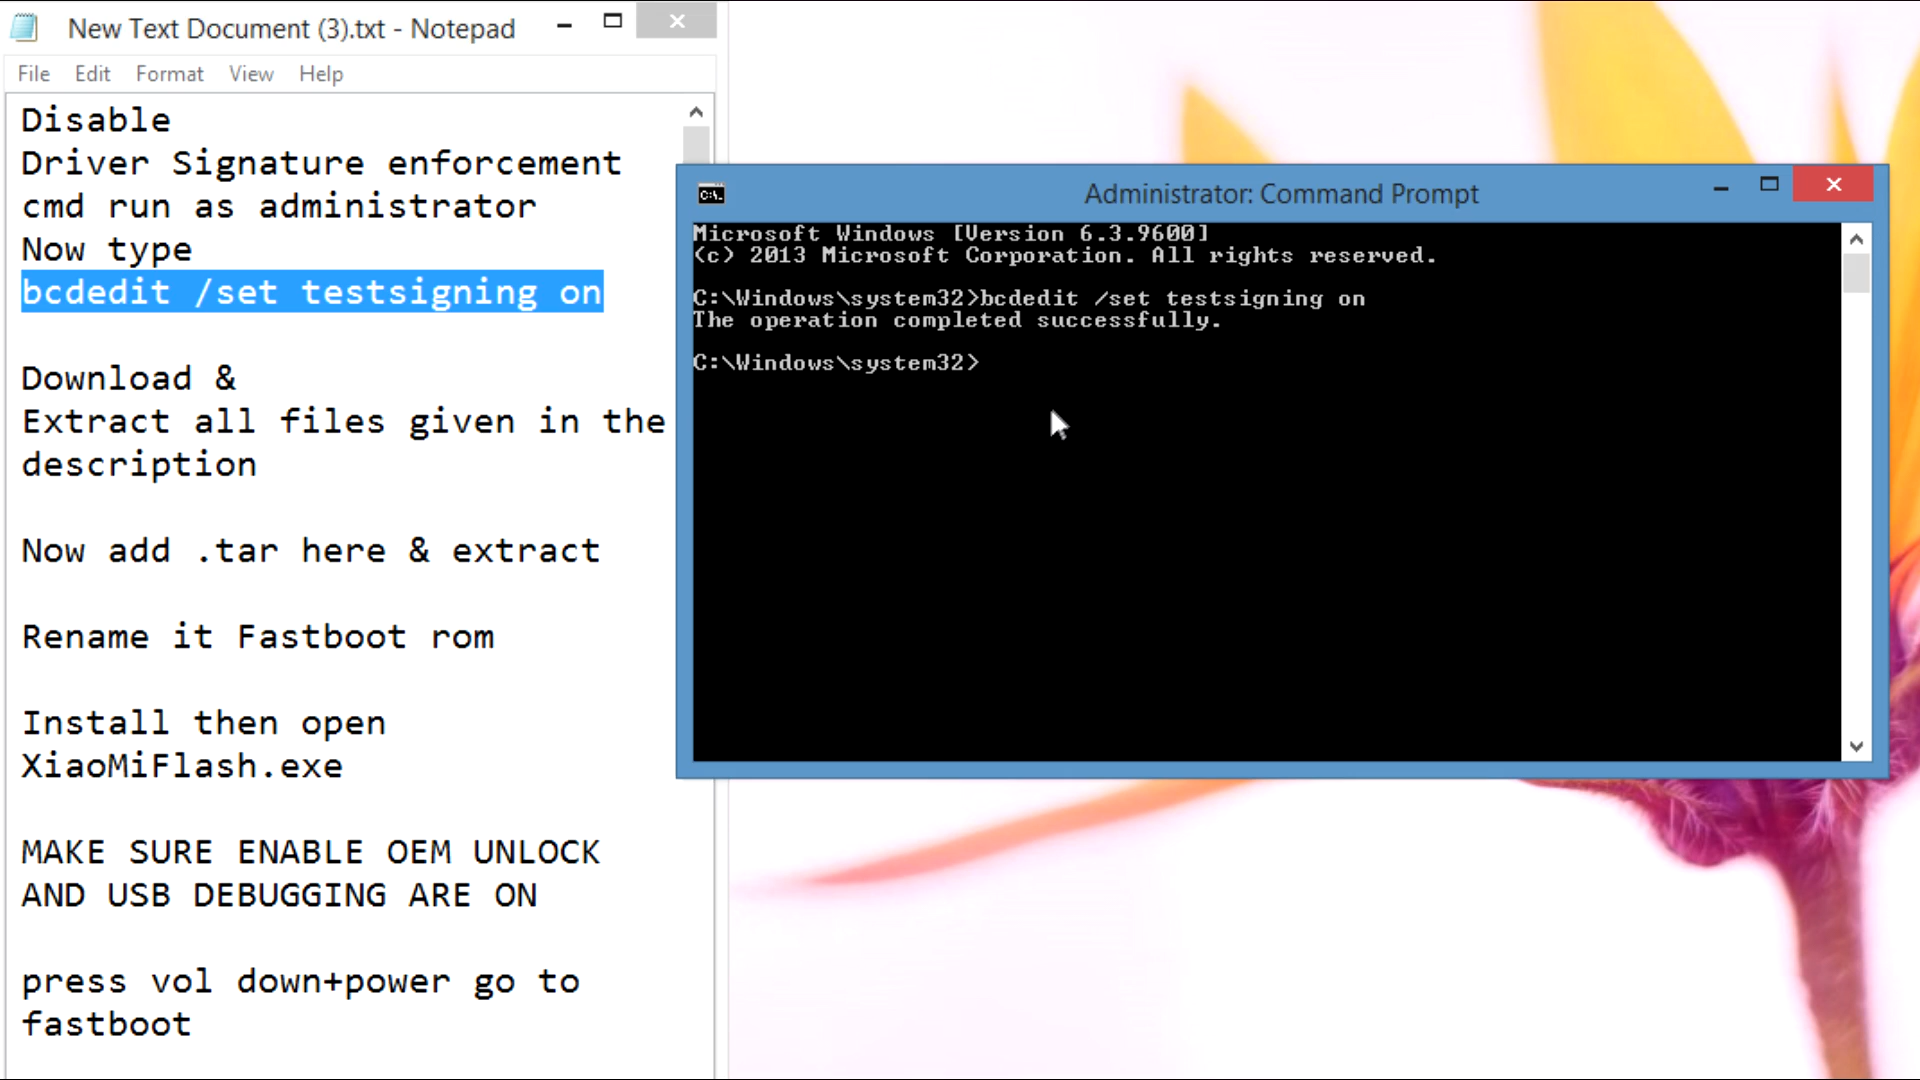 New Text Document (3).txt - Notepad
File Edit Format View Help
Disable
Driver Signature enforcement
cmd run as administrator
Now type
bcdedit /set testsigning on
Download &
Extract all files given in the
description
Now add .tar here & extract
Rename it Fastboot rom
Install then open
XiaoMiFlash.exe
MAKE SURE ENABLE OEM UNLOCK
AND USB DEBUGGING ARE ON
press vol down+power go to
fastboot
C:\.
Administrator: Command Prompt
Microsoft Windows [Version 6.3.9600]
(c) 2013 Microsoft Corporation. All rights reserved.
C:\Windows\system32>bcdedit /set testsigning on
The operation completed successfully.
C:\Windows\system32>